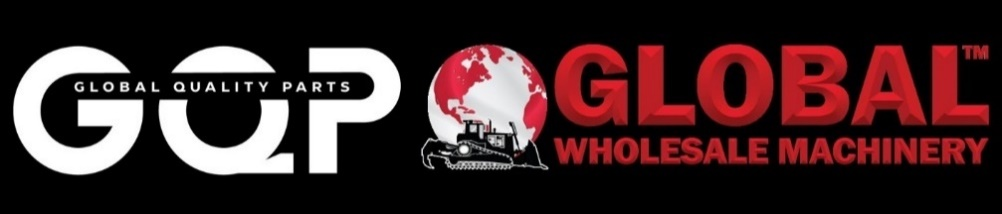 GQP
GLOBAL QUALITY PARTS
GLOBAL™
WHOLESALE MACHINERY